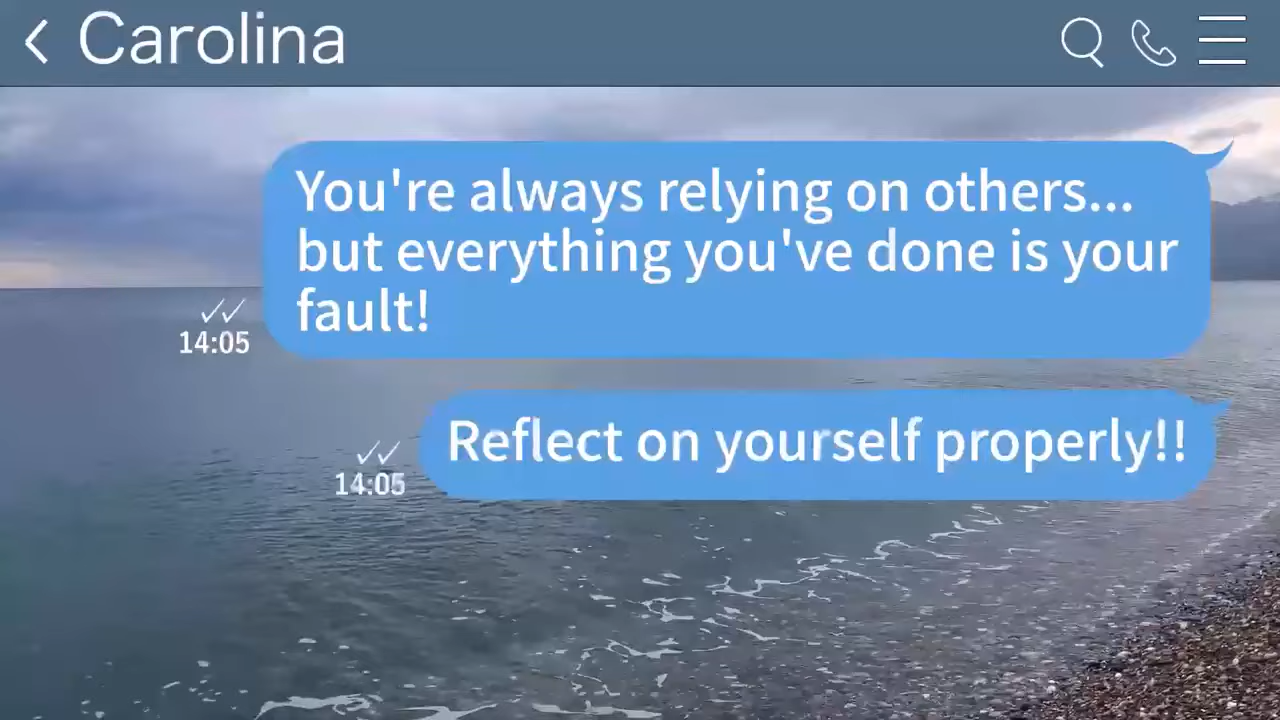 Carolina
You're always relying on others...
but everything you've done is your
fault!
14:05
Reflect on yourself properly!!
14:05